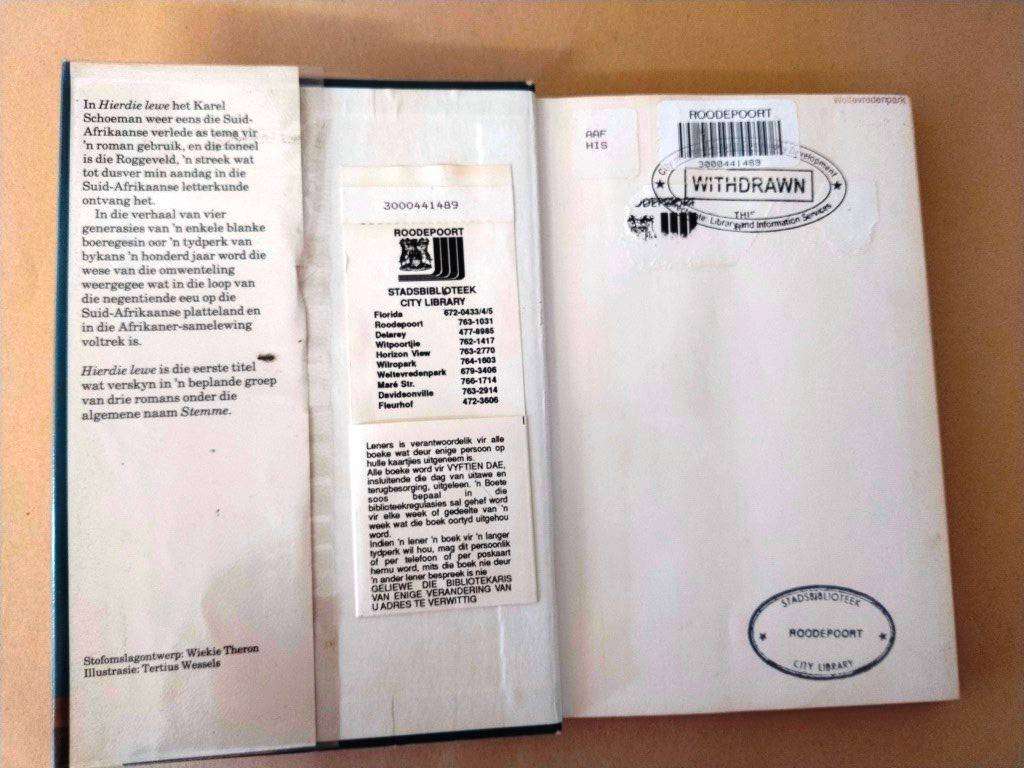 In Hierdie lewe het Karel
Schoeman weer eens die Suid-
Afrikaanse verlede as tema vir
'n roman gebruik, en die toneel
is die Roggeveld, 'n streek wat
tot dusver min aandag in die
Suid-Afrikaanse letterkunde
ontvang het.
In die verhaal van vier
generasies van 'n enkele blanke
boeregesin oor 'n tydperk van
bykans 'n honderd jaar word die
wese van die omwenteling
weergegee wat in die loop van
die negentiende eeu op die
Suid-Afrikaanse platteland en
in die Afrikaner-samelewing
voltrek is.
Hierdie lewe is die eerste titel
wat verskyn in 'n beplande groep
van drie romans onder die
algemene naam Stemme.
Stofomslagontwerp: Wiekie Theron
Illustrasie: Tertius Wessels
3000441489
ROODEPOORT
STADSBIBLIOTEEK
CITY LIBRARY
Florida 672-0433/4/5
Roodepoort 763-1031
Delarey 477-8985
Witpoortjie 762-1417
Horizon View 763-2770
Wilropark 764-1603
Weltevredenpark 679-3406
Maré Str. 766-1714
Davidsonville 763-2914
Fleurhof 472-3606
Leners is verantwoordelik vir alle
boeke wat deur enige persoon op
hulle kaartjies uitgeneem is.
Alle boeke word vir VYFTIEN DAE,
insluitende die dag van uitawe en
terugbesorging, uitgeleen. 'n Boete
soos bepaal in die
biblioteekregulasies sal gehef word
vir elke week of gedeelte van 'n
week wat die boek oortyd uitgehou
word.
Indien 'n lener 'n boek vir 'n langer
tydperk wil hou, mag dit persoonlik
of per telefoon of per poskaart
hernu word, mits die boek nie deur
'n ander lener bespreek is nie
GELIEWE DIE BIBLIOTEKARIS
VAN ENIGE VERANDERING VAN
U ADRES TE VERWITTIG
Weltevredenpark
AAF
HIS
ROODEPOORT
3000441489
Development
WITHDRAWN
THIS
Library and Information Services
STADSBIBLIOTEEK
ROODEPOORT
CITY LIBRARY